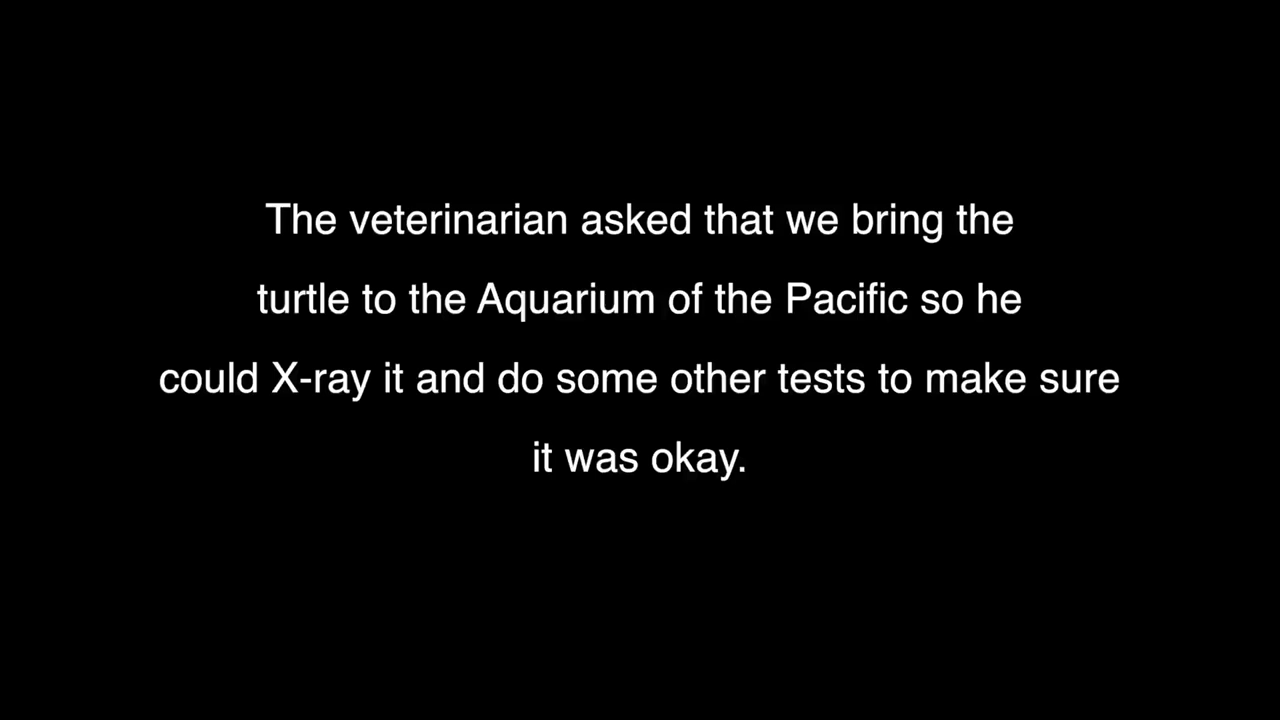 The veterinarian asked that we bring the
turtle to the Aquarium of the Pacific so he
could X-ray it and do some other tests to make sure
it was okay.